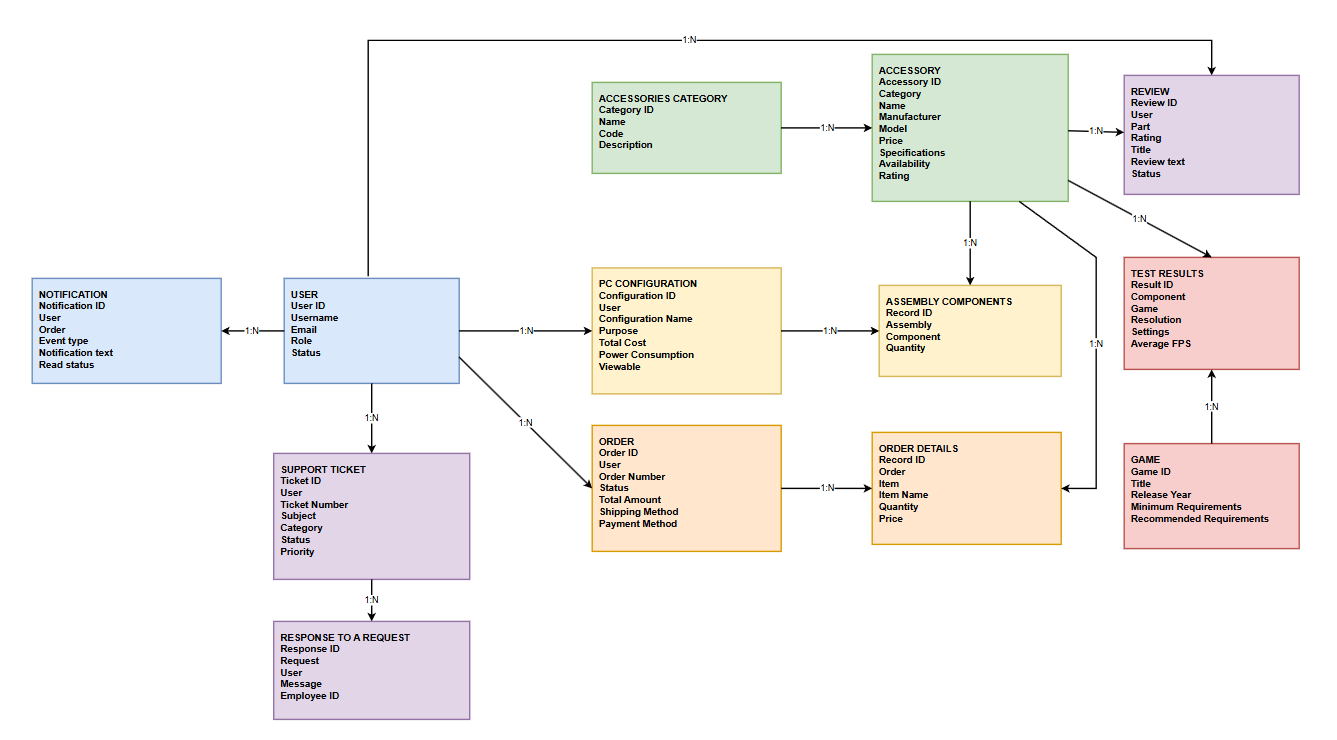 1:N
ACCESSORIES CATEGORY
Category ID
Name
Code
Description
1:N
ACCESSORY
Accessory ID
Category
Name
Manufacturer
Model
Price
Specifications
Availability
Rating
1:N
REVIEW
Review ID
User
Part
Rating
Title
Review text
Status
1:N
1:N
NOTIFICATION
Notification ID
User
Order
Event type
Notification text
Read status
1:N
USER
User ID
Username
Email
Role
Status
1:N
PC CONFIGURATION
Configuration ID
User
Configuration Name
Purpose
Total Cost
Power Consumption
Viewable
1:N
ASSEMBLY COMPONENTS
Record ID
Assembly
Component
Quantity
1:N
TEST RESULTS
Result ID
Component
Game
Resolution
Settings
Average FPS
1:N
1:N
1:N
SUPPORT TICKET
Ticket ID
User
Ticket Number
Subject
Category
Status
Priority
ORDER
Order ID
User
Order Number
Status
Total Amount
Shipping Method
Payment Method
1:N
ORDER DETAILS
Record ID
Order
Item
Item Name
Quantity
Price
GAME
Game ID
Title
Release Year
Minimum Requirements
Recommended Requirements
1:N
RESPONSE TO A REQUEST
Response ID
Request
User
Message
Employee ID